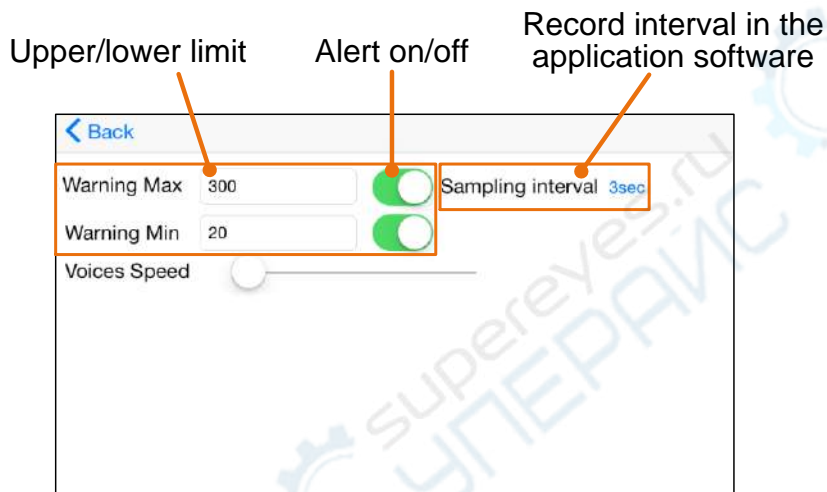 Upper/lower limit
Alert on/off
Record interval in the
application software
Back
Warning Max 300
Sampling interval 3sec
Warning Min 20
Voices Speed
supereyes.ru
УПЕРАЙС